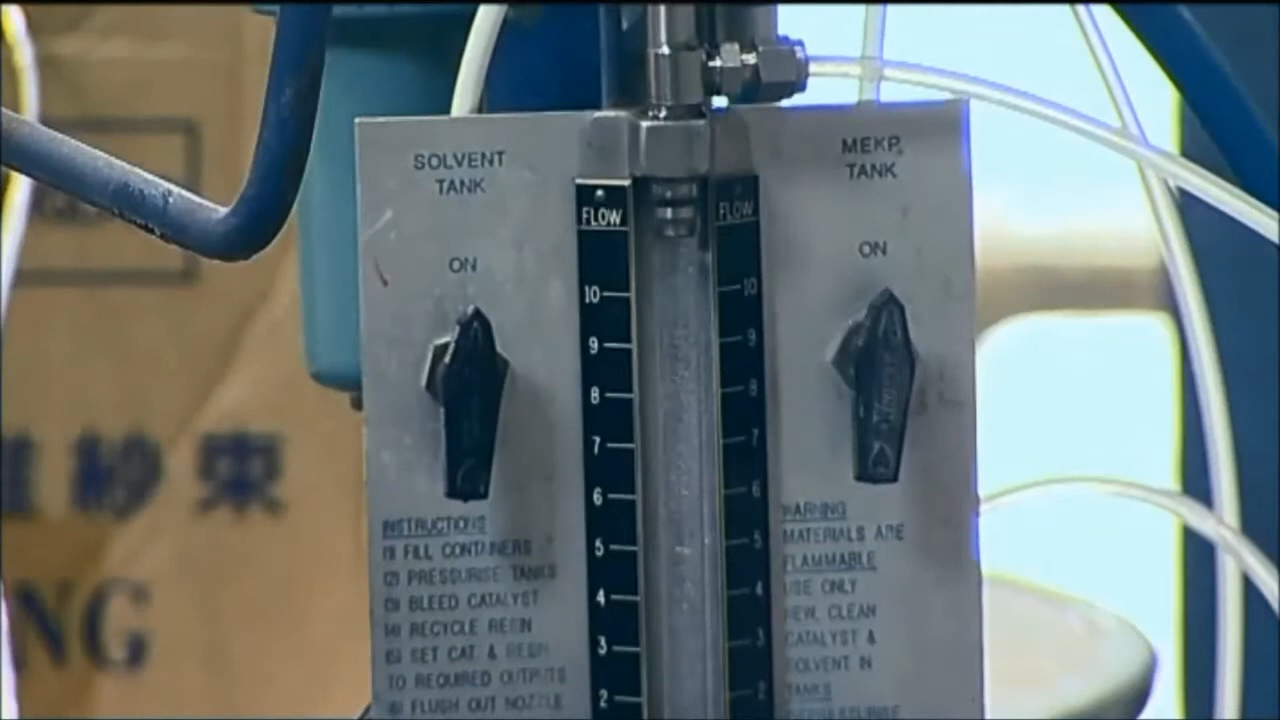 SOLVENT
TANK
ON
INSTRUCTIONS
(1) FILL CONTAINERS
(2) PRESSURISE TANKS
(3) BLEED CATALYST
(4) RECYCLE RESIN
(5) SET CAT. & RESIN
TO REQUIRED OUTPUTS
(6) FLUSH OUT NOZZLE
FLOW
10
9
8
7
6
5
4
3
2
FLOW
10
9
8
7
6
5
4
3
2
MEKP.
TANK
ON
WARNING
MATERIALS ARE
FLAMMABLE
USE ONLY
NEW, CLEAN
CATALYST &
SOLVENT IN
TANKS
紗束
NG